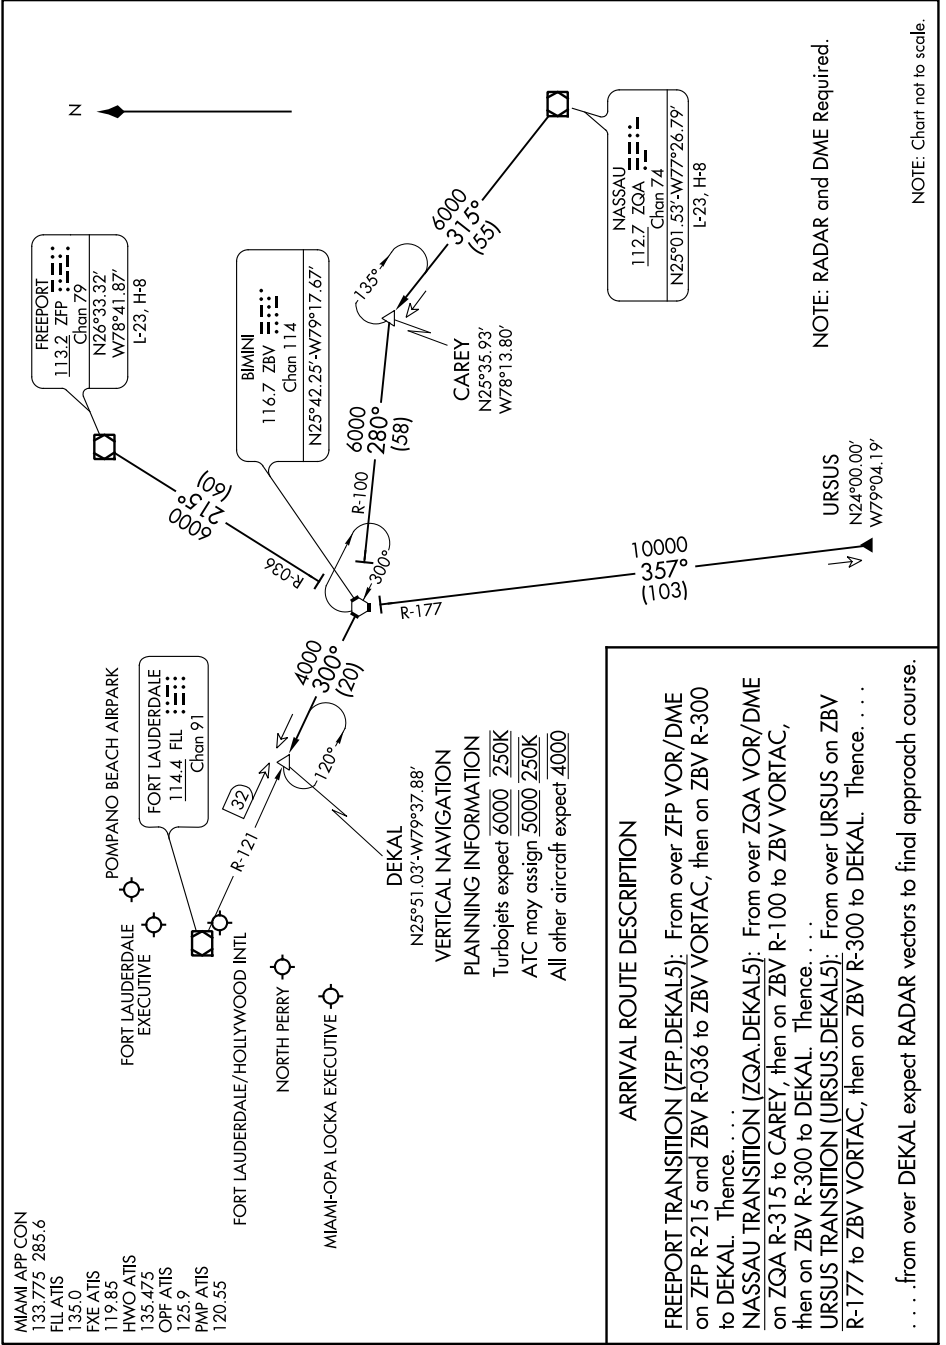 MIAMI APP CON
133.775 285.6
FLL ATIS
135.0
FXE ATIS
119.85
HWO ATIS
135.475
OPF ATIS
125.9
PMP ATIS
120.55
FORT LAUDERDALE
EXECUTIVE
POMPANO BEACH AIRPARK
FORT LAUDERDALE
114.4 FLL
Chan 91
FORT LAUDERDALE/HOLLYWOOD INTL
NORTH PERRY
MIAMI-OPA LOCKA EXECUTIVE
R-121
32
120°
DEKAL
N25°51.03'-W79°37.88'
VERTICAL NAVIGATION
PLANNING INFORMATION
Turbojets expect 6000 250K
ATC may assign 5000 250K
All other aircraft expect 4000
4000
300°
(20)
FREEPORT
113.2 ZFP
Chan 79
N26°33.32'
W78°41.87'
L-23, H-8
6000
215°
(60)
R-036
BIMINI
116.7 ZBV
Chan 114
N25°42.25'-W79°17.67'
300°
R-100
6000
280°
(58)
R-177
10000
357°
(103)
URSUS
N24°00.00'
W79°04.19'
CAREY
N25°35.93'
W78°13.80'
135°
6000
315°
(55)
NASSAU
112.7 ZQA
Chan 74
N25°01.53'-W77°26.79'
L-23, H-8
N
NOTE: RADAR and DME Required.
NOTE: Chart not to scale.
ARRIVAL ROUTE DESCRIPTION
FREEPORT TRANSITION (ZFP.DEKAL5): From over ZFP VOR/DME
on ZFP R-215 and ZBV R-036 to ZBV VORTAC, then on ZBV R-300
to DEKAL. Thence. . . .
NASSAU TRANSITION (ZQA.DEKAL5): From over ZQA VOR/DME
on ZQA R-315 to CAREY, then on ZBV R-100 to ZBV VORTAC,
then on ZBV R-300 to DEKAL. Thence. . . .
URSUS TRANSITION (URSUS.DEKAL5): From over URSUS on ZBV
R-177 to ZBV VORTAC, then on ZBV R-300 to DEKAL. Thence. . . .
. . . .from over DEKAL expect RADAR vectors to final approach course.